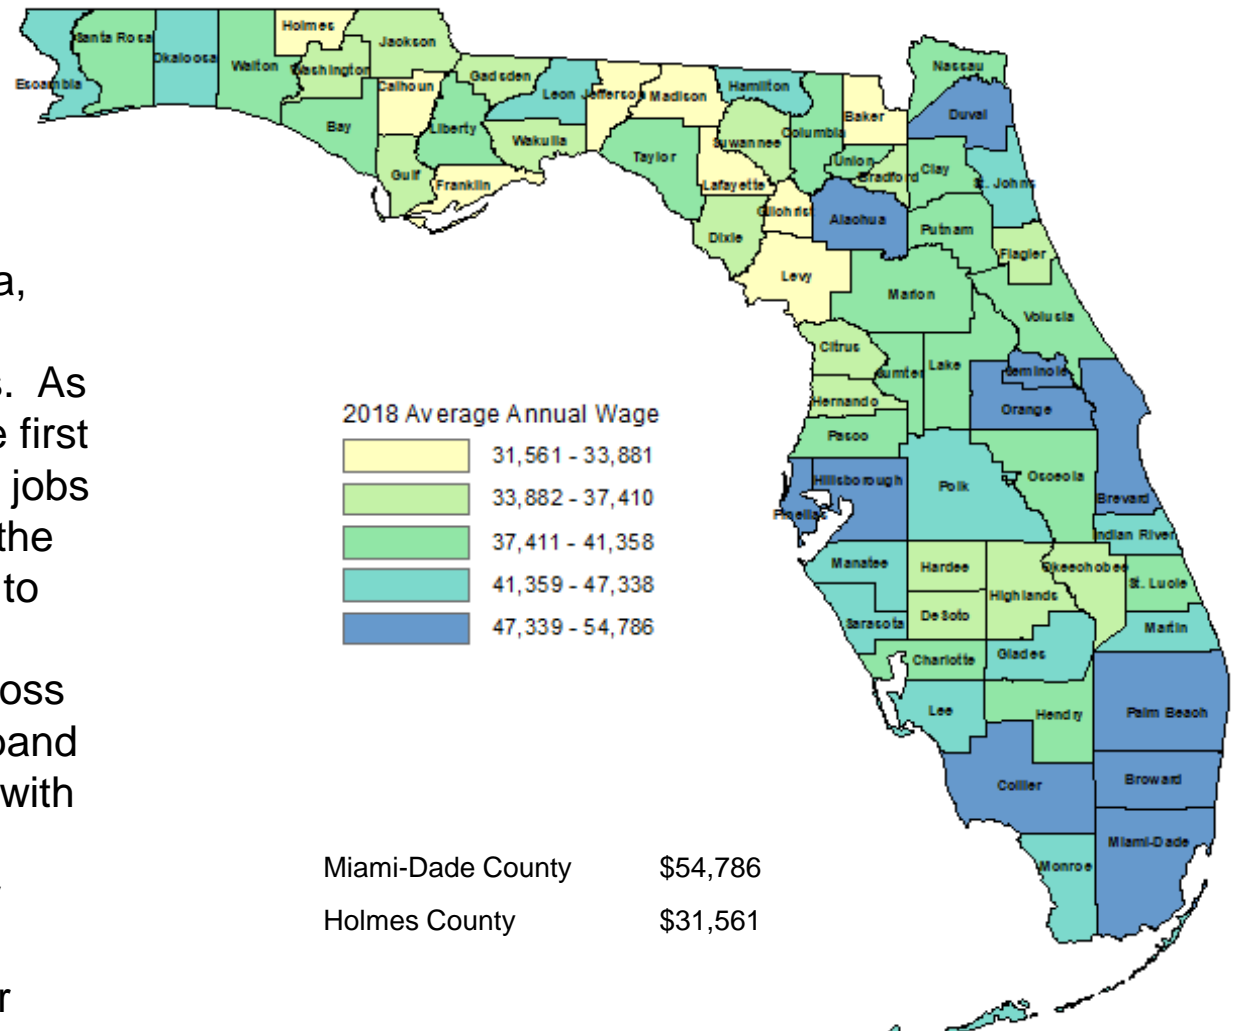 Holmes
Jackson
Santa Rosa
Okaloosa
Walton
Washington
Escambia
Calhoun
Gadsden
Leon
Jefferson
Madison
Hamilton
Nassau
Baker
Duval
Bay
Liberty
Wakulla
Taylor
Suwannee
Columbia
Union
Bradford
Clay
St. Johns
Gulf
Franklin
Lafayette
Gilchrist
Alachua
Dixie
Putnam
Flagler
Levy
Marion
Volusia
Citrus
Sumter
Lake
Seminole
Hernando
Orange
Pasco
Hillsborough
Pinellas
Polk
Osceola
Brevard
Indian River
Manatee
Hardee
Highlands
Okeechobee
St. Lucie
Sarasota
DeSoto
Martin
Charlotte
Glades
Lee
Hendry
Palm Beach
Collier
Broward
Miami-Dade
Monroe
a,
s. As
e first
jobs
the
to
oss
band
with
r
2018 Average Annual Wage
31,561 - 33,881
33,882 - 37,410
37,411 - 41,358
41,359 - 47,338
47,339 - 54,786
Miami-Dade County $54,786
Holmes County $31,561